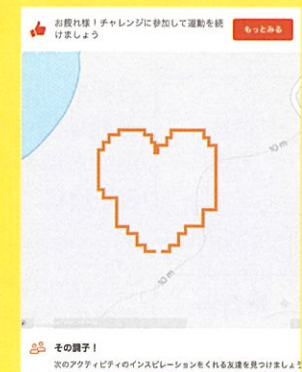 お疲れ様！チャレンジに参加して運動を続
けましょう
もっとみる
10 m
10 m
その調子！
次のアクティビティのインスピレーションをくれる友達を見つけましょう